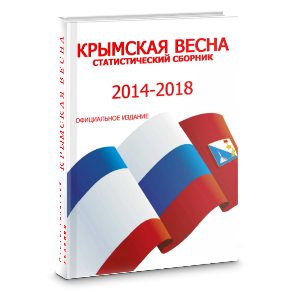 КРЫМСКАЯ ВЕСНА
СТАТИСТИЧЕСКИЙ СБОРНИК
2014-2018
ОФИЦИАЛЬНОЕ ИЗДАНИЕ
КРЫМСКАЯ ВЕСНА